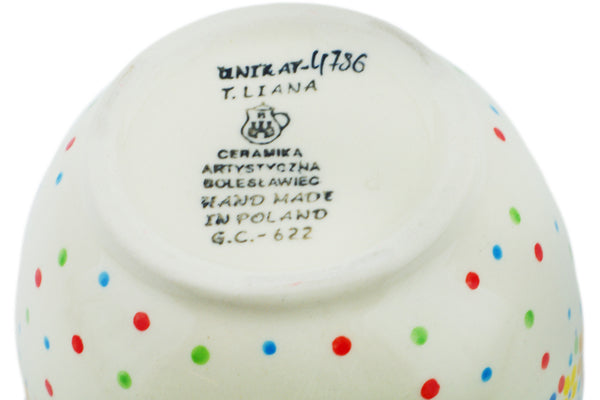 UNIKAT-4786
T. LIANA
CERAMIKA
ARTYSTYCZNA
BOLESŁAWIEC
HAND MADE
IN POLAND
G.C.-622